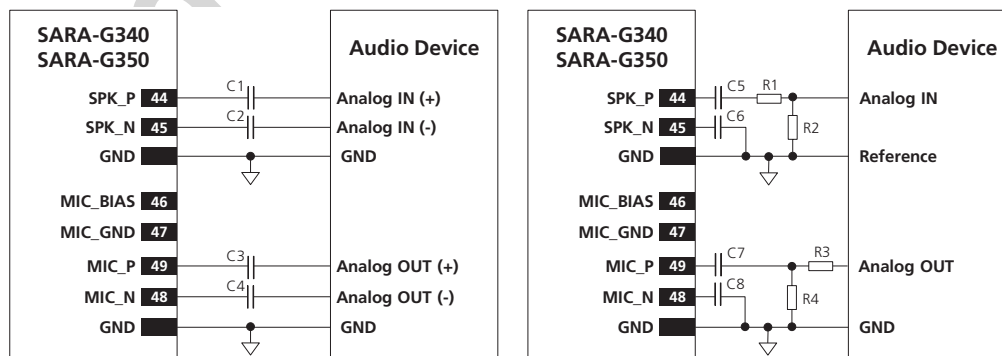 SARA-G340
SARA-G350
Audio Device
SPK_P 44 C1 Analog IN (+)
SPK_N 45 C2 Analog IN (-)
GND GND
MIC_BIAS 46
MIC_GND 47
MIC_P 49 C3 Analog OUT (+)
MIC_N 48 C4 Analog OUT (-)
GND GND
SARA-G340
SARA-G350
Audio Device
SPK_P 44 C5 R1 Analog IN
SPK_N 45 C6 R2
GND Reference
MIC_BIAS 46
MIC_GND 47
MIC_P 49 C7 R3 Analog OUT
MIC_N 48 C8 R4
GND GND